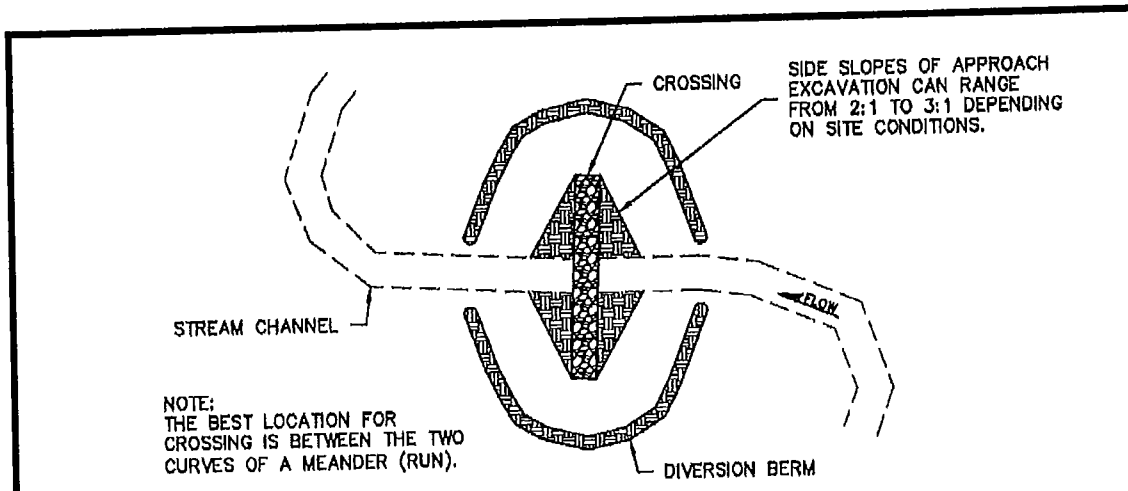 CROSSING
SIDE SLOPES OF APPROACH
EXCAVATION CAN RANGE
FROM 2:1 TO 3:1 DEPENDING
ON SITE CONDITIONS.
FLOW
STREAM CHANNEL
NOTE:
THE BEST LOCATION FOR
CROSSING IS BETWEEN THE TWO
CURVES OF A MEANDER (RUN).
DIVERSION BERM